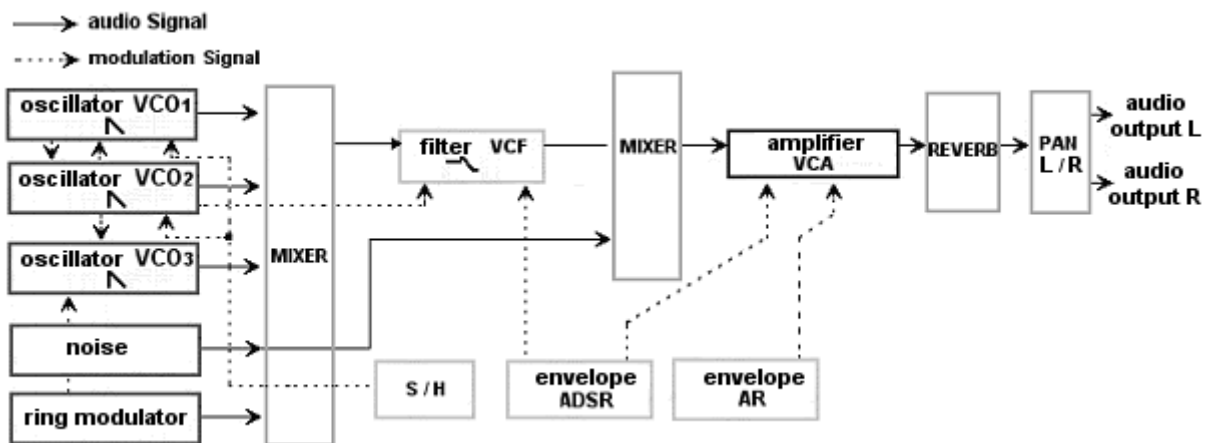 audio Signal
modulation Signal
oscillator VCO1
oscillator VCO2
oscillator VCO3
noise
ring modulator
MIXER
filter VCF
S / H
envelope
ADSR
envelope
AR
MIXER
amplifier
VCA
REVERB
PAN
L / R
audio
output L
audio
output R